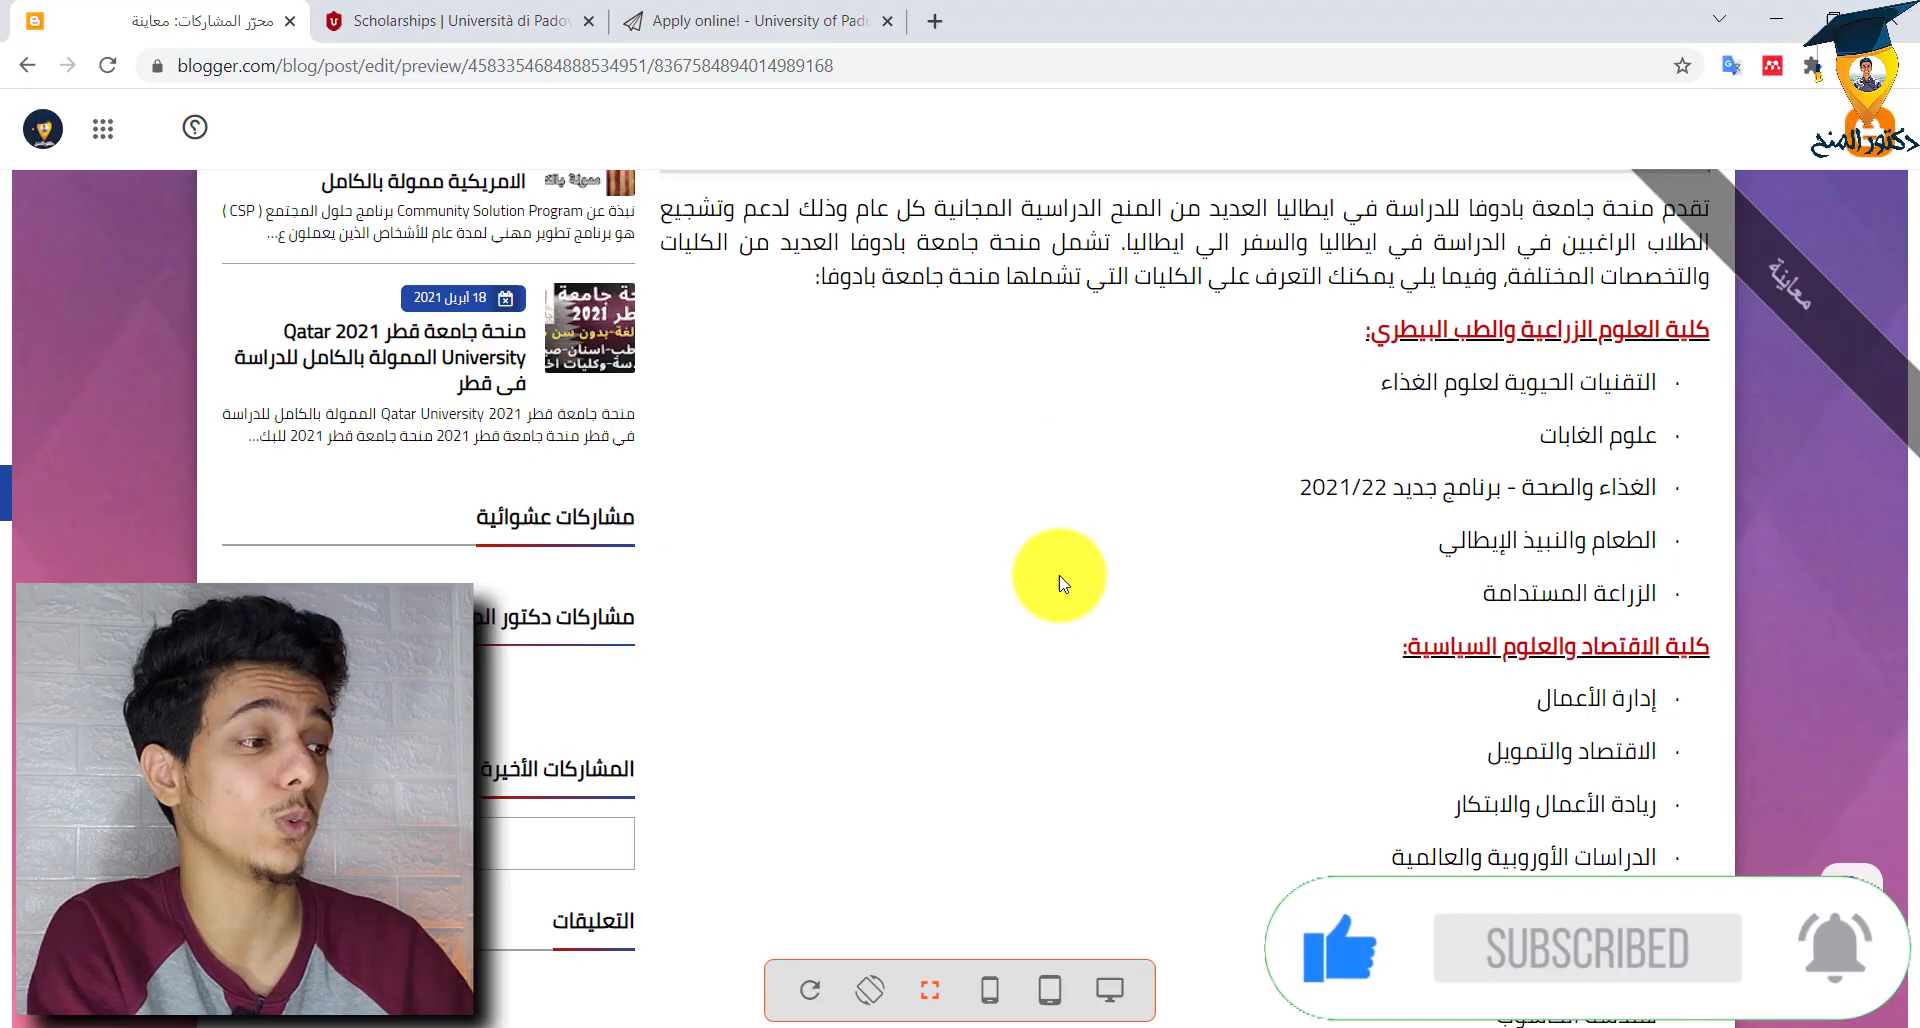 محرّر المشاركات: معاينة
Scholarships | Università di Padov
Apply online! - University of Padu
blogger.com/blog/post/edit/preview/4583354684888534951/8367584894014989168
دكتور المنح
معاينة
تقدم منحة جامعة بادوفا للدراسة في ايطاليا العديد من المنح الدراسية المجانية كل عام وذلك لدعم وتشجيع
الطلاب الراغبين في الدراسة في ايطاليا والسفر الي ايطاليا. تشمل منحة جامعة بادوفا العديد من الكليات
والتخصصات المختلفة، وفيما يلي يمكنك التعرف علي الكليات التي تشملها منحة جامعة بادوفا:
كلية العلوم الزراعية والطب البيطري:
· التقنيات الحيوية لعلوم الغذاء
· علوم الغابات
· الغذاء والصحة - برنامج جديد 2021/22
· الطعام والنبيذ الإيطالي
· الزراعة المستدامة
كلية الاقتصاد والعلوم السياسية:
· إدارة الأعمال
· الاقتصاد والتمويل
· ريادة الأعمال والابتكار
· الدراسات الأوروبية والعالمية
الامريكية ممولة بالكامل
نبذة عن Community Solution Program برنامج حلول المجتمع ( CSP )
هو برنامج تطوير مهني لمدة عام للأشخاص الذين يعملون ع...
18 أبريل 2021
منحة جامعة قطر 2021 Qatar
University الممولة بالكامل للدراسة
فى قطر
منحة جامعة قطر 2021 Qatar University الممولة بالكامل للدراسة
في قطر منحة جامعة قطر 2021 منحة جامعة قطر 2021 للبك...
مشاركات عشوائية
مشاركات دكتور
المشاركات الأخيرة
التعليقات
SUBSCRIBED